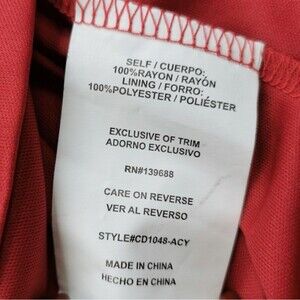 SELF / CUERPO:
100%RAYON / RAYÓN
LINING / FORRO:
100%POLYESTER / POLIÉSTER
EXCLUSIVE OF TRIM
ADORNO EXCLUSIVO
RN#139688
CARE ON REVERSE
VER AL REVERSO
STYLE#CD1048-ACY
MADE IN CHINA
HECHO EN CHINA